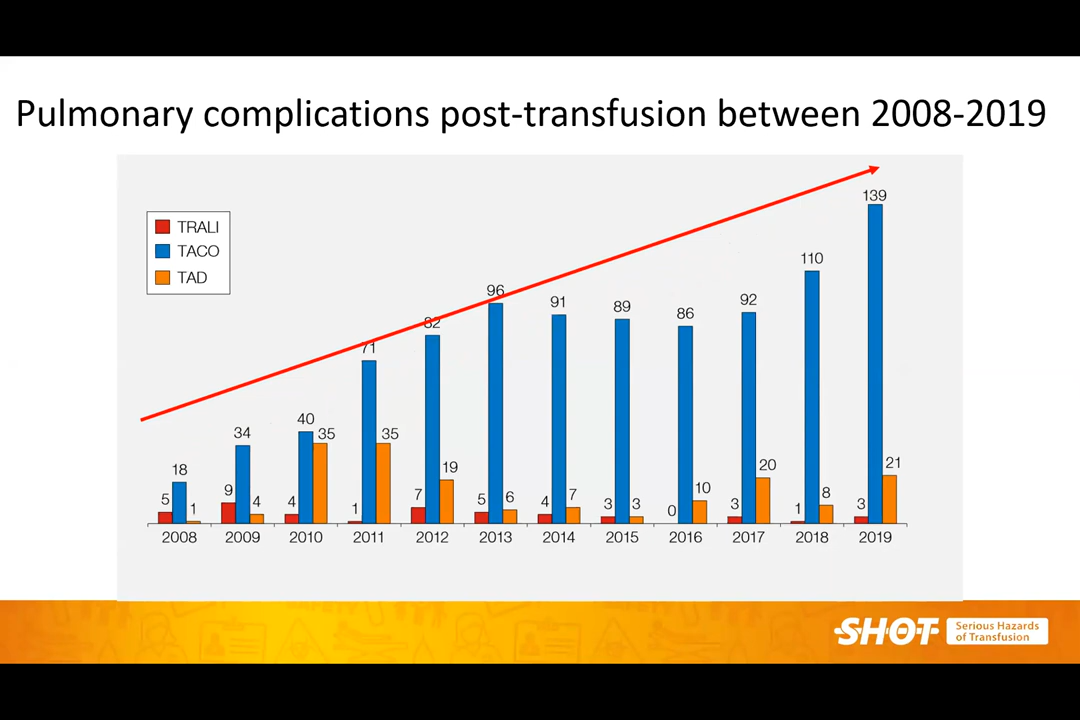 Pulmonary complications post-transfusion between 2008-2019
TRALI
TACO
TAD
5 18 1
9 34 4
4 40 35
1 71 35
7 82 19
5 96 6
4 91 7
3 89 3
0 86 10
3 92 20
1 110 8
3 139 21
2008 2009 2010 2011 2012 2013 2014 2015 2016 2017 2018 2019
SHOT
Serious Hazards
of Transfusion